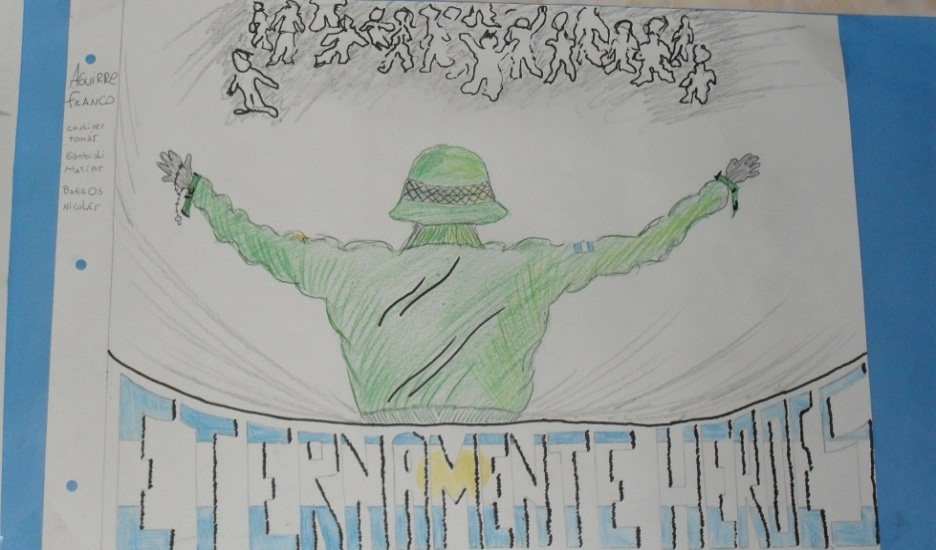 AGUIRRE
FRANCO
TOMÁS
MATÍAS
BARROS
NICOLÁS
ETERNAMENTE HEROES